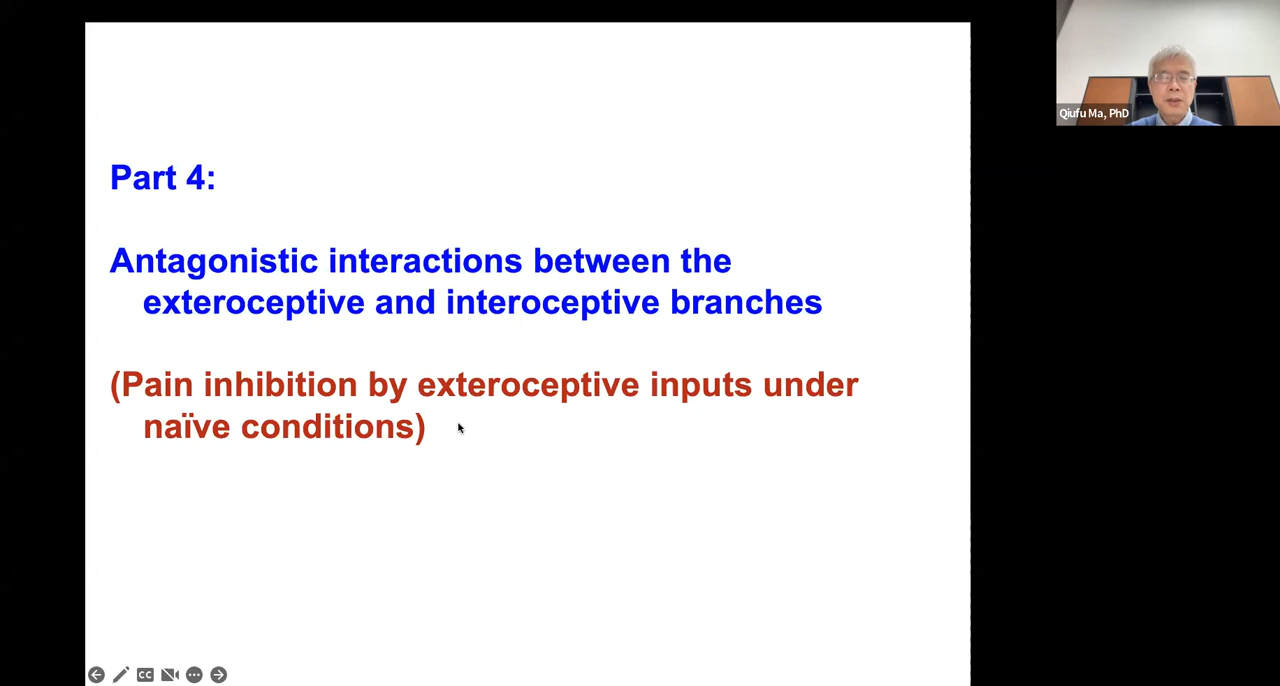 Qiufu Ma, PhD
Part 4:
Antagonistic interactions between the
exteroceptive and interoceptive branches
(Pain inhibition by exteroceptive inputs under
naïve conditions)
CC